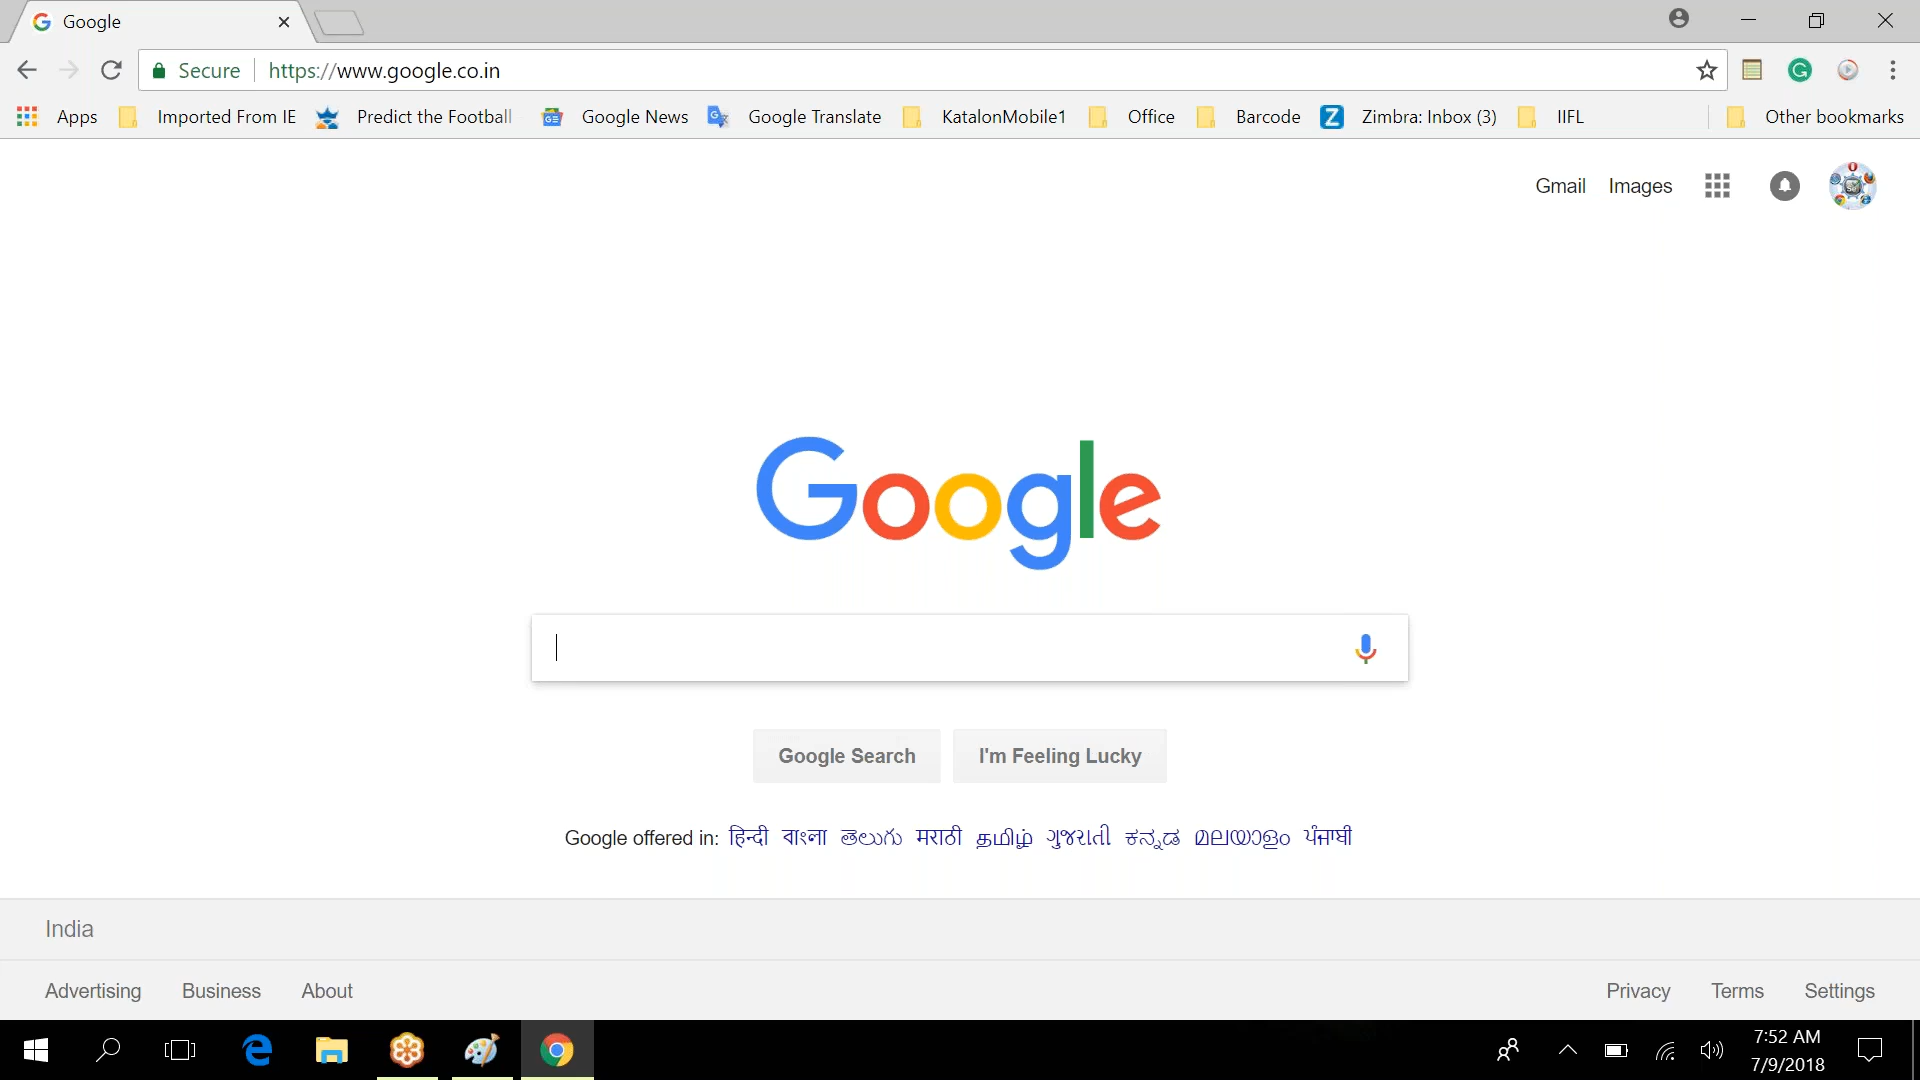 Google
Secure https://www.google.co.in
Apps Imported From IE Predict the Football Google News Google Translate KatalonMobile1 Office Barcode Zimbra: Inbox (3) IIFL Other bookmarks
Gmail Images
Google
Google Search I'm Feeling Lucky
Google offered in: हिन्दी বাংলা తెలుగు मराठी தமிழ் ગુજરાતી ಕನ್ನಡ മലയാളം ਪੰਜਾਬੀ
India
Advertising Business About Privacy Terms Settings
7:52 AM
7/9/2018